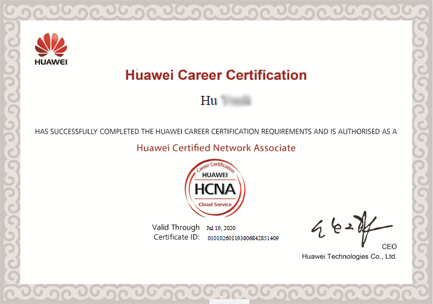 HUAWEI
Huawei Career Certification
Hu
HAS SUCCESSFULLY COMPLETED THE HUAWEI CAREER CERTIFICATION REQUIREMENTS AND IS AUTHORISED AS A
Huawei Certified Network Associate
Career Certification
HUAWEI
HCNA
Cloud Service
Valid Through Jul 19, 2020
Certificate ID: 010102601193806842851409
CEO
Huawei Technologies Co., Ltd.